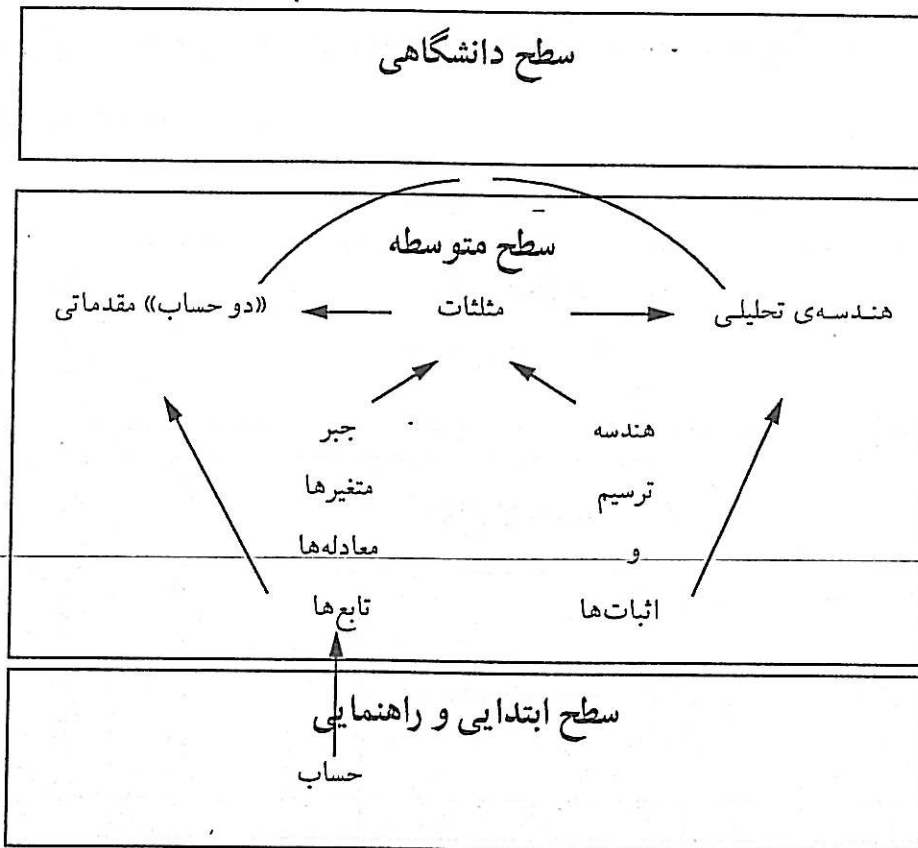 سطح دانشگاهی
سطح متوسطه
هندسه‌ی تحلیلی
مثلثات
«دو حساب» مقدماتی
هندسه
جبر
ترسیم
متغیرها
و
معادله‌ها
اثبات‌ها
تابع‌ها
سطح ابتدایی و راهنمایی
حساب